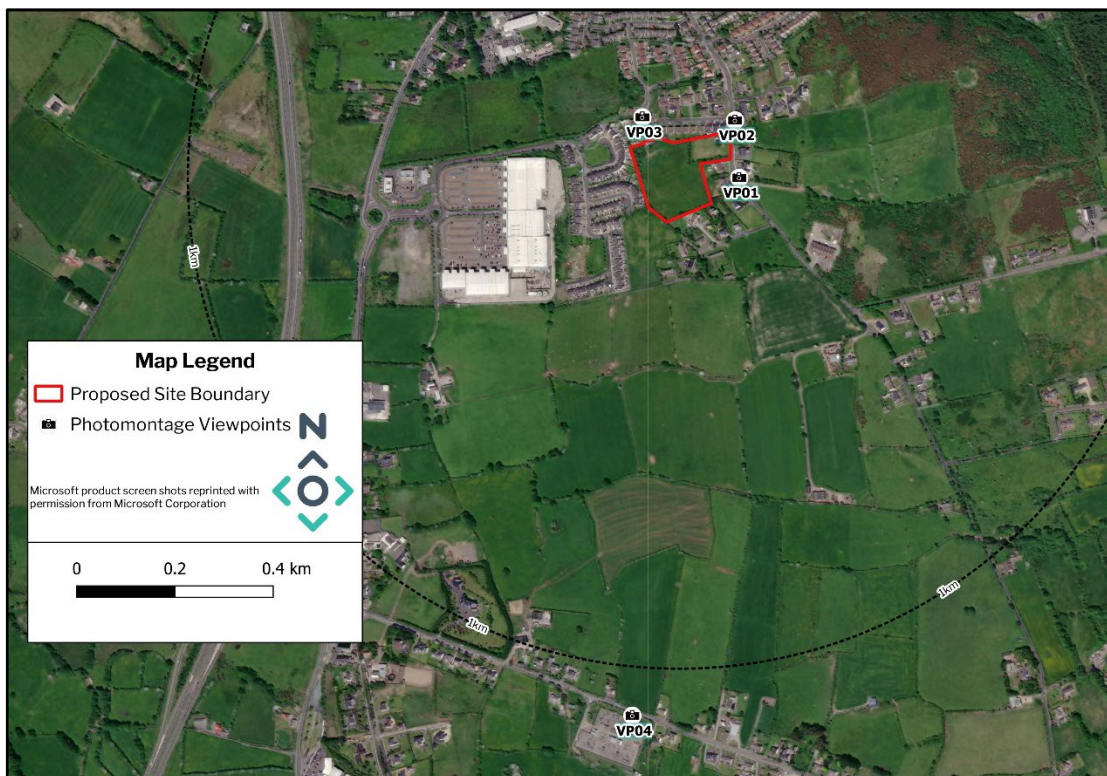 VP03
VP02
VP01
1km
1km
1km
Map Legend
Proposed Site Boundary
Photomontage Viewpoints
N
Microsoft product screen shots reprinted with
permission from Microsoft Corporation
0 0.2 0.4 km
VP04